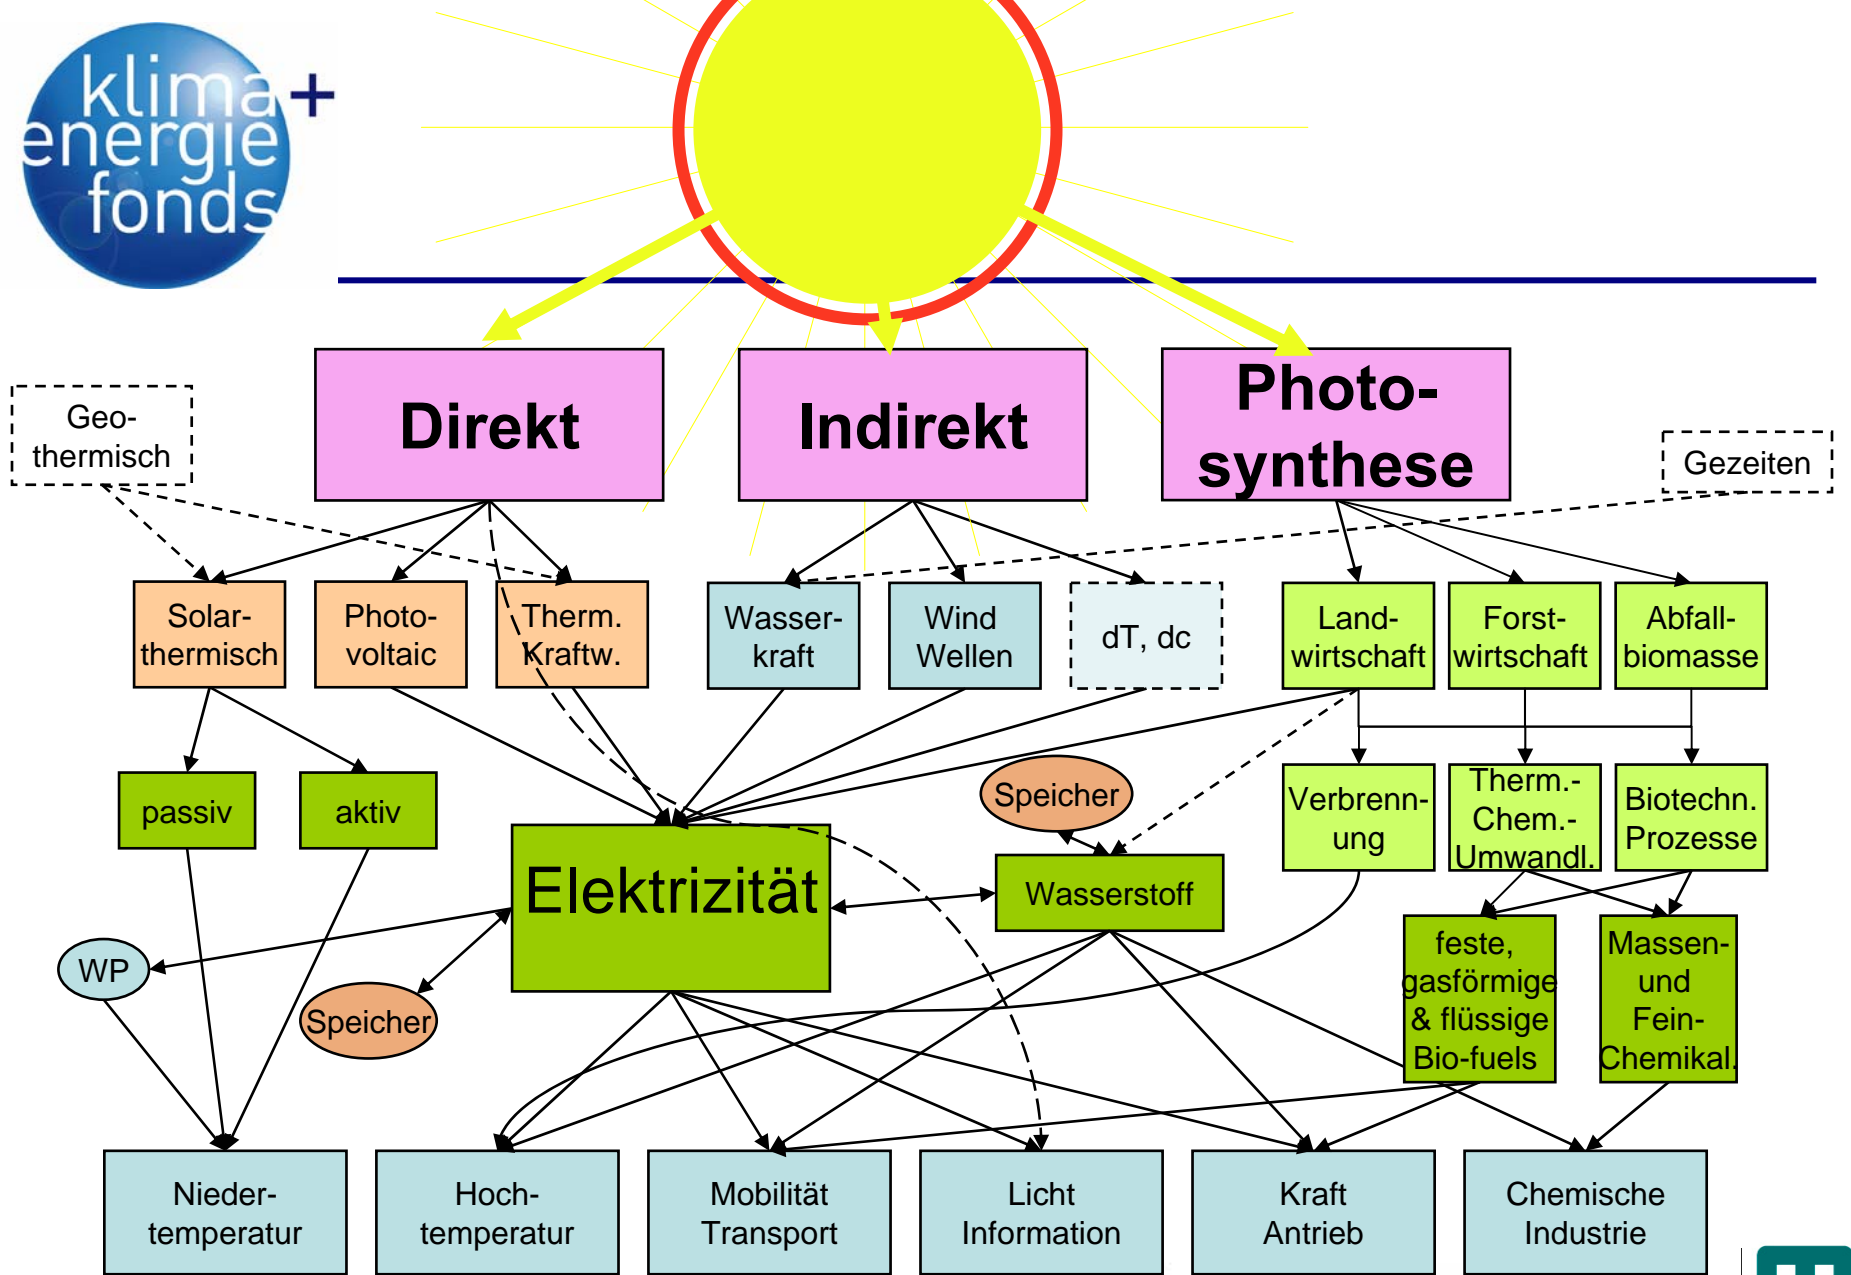 klima+
energie
fonds
Direkt
Indirekt
Photo-
synthese
Geo-
thermisch
Gezeiten
Solar-
thermisch
Photo-
voltaic
Therm.
Kraftw.
Wasser-
kraft
Wind
Wellen
dT, dc
Land-
wirtschaft
Forst-
wirtschaft
Abfall-
biomasse
passiv
aktiv
Elektrizität
Speicher
Wasserstoff
Verbrenn-
ung
Therm.-
Chem.-
Umwandl.
Biotechn.
Prozesse
WP
Speicher
feste,
gasförmige
& flüssige
Bio-fuels
Massen-
und
Fein-
Chemikal.
Nieder-
temperatur
Hoch-
temperatur
Mobilität
Transport
Licht
Information
Kraft
Antrieb
Chemische
Industrie